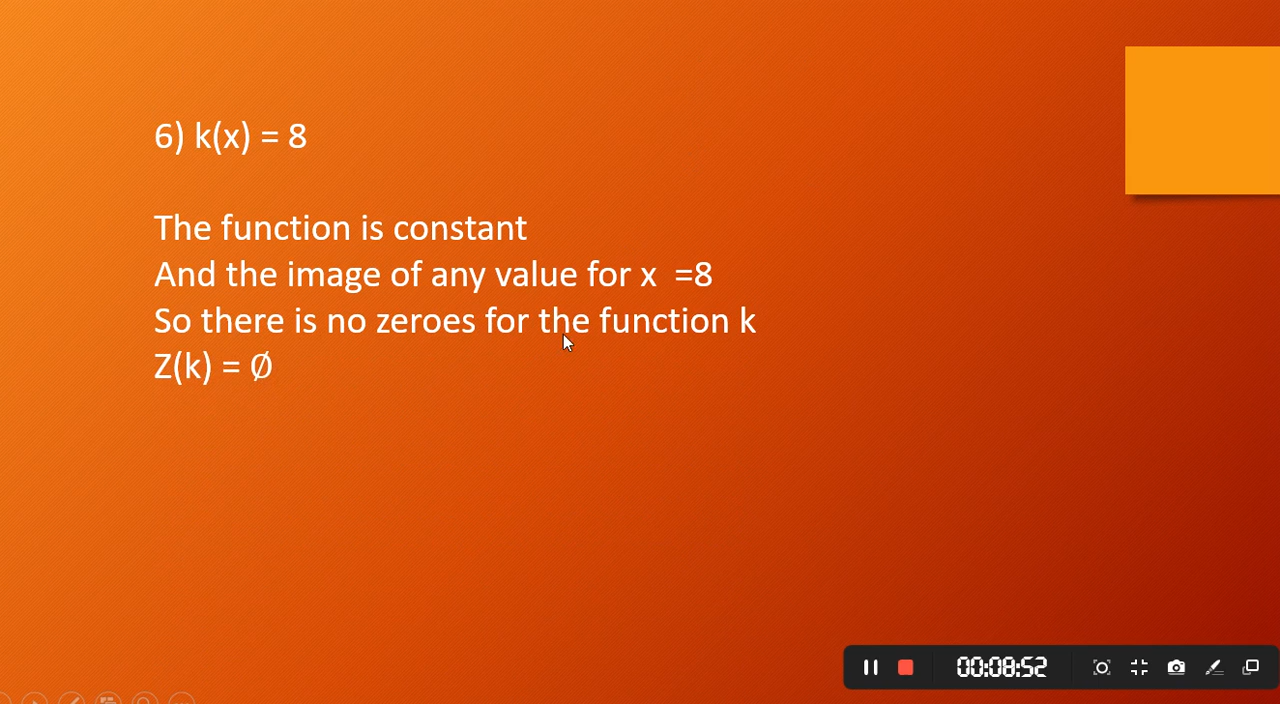 6) k(x) = 8
The function is constant
And the image of any value for x  =8
So there is no zeroes for the function k
Z(k) = ∅
00:08:52